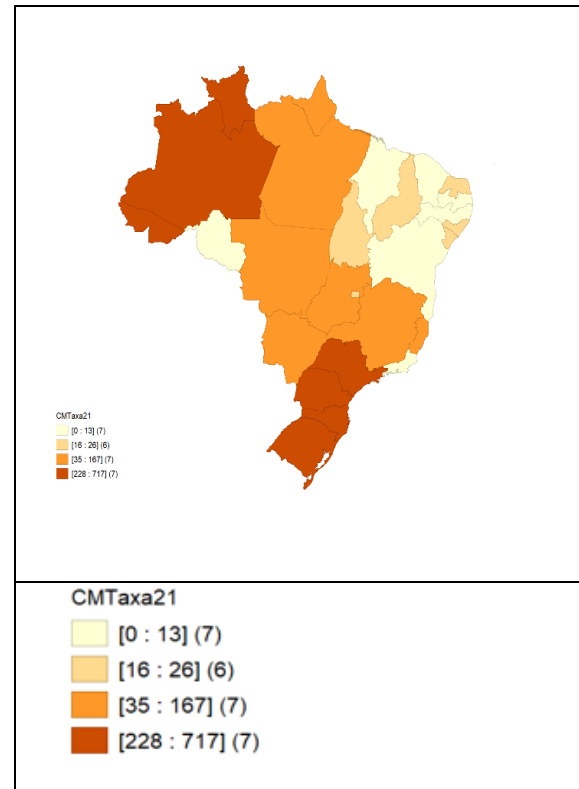 CMTaxa21
[0 : 13] (7)
[16 : 26] (6)
[35 : 167] (7)
[228 : 717] (7)
CMTaxa21
[0 : 13] (7)
[16 : 26] (6)
[35 : 167] (7)
[228 : 717] (7)